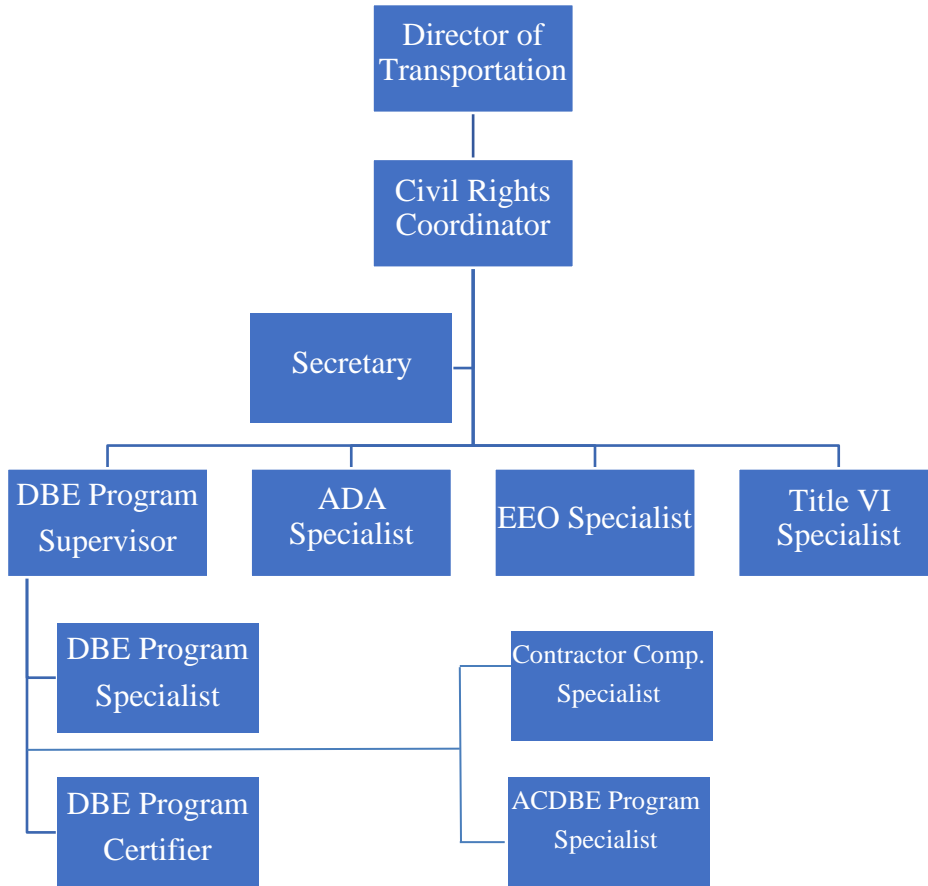 Director of
Transportation
Civil Rights
Coordinator
Secretary
DBE Program
Supervisor
ADA
Specialist
EEO Specialist
Title VI
Specialist
DBE Program
Specialist
Contractor Comp.
Specialist
DBE Program
Certifier
ACDBE Program
Specialist